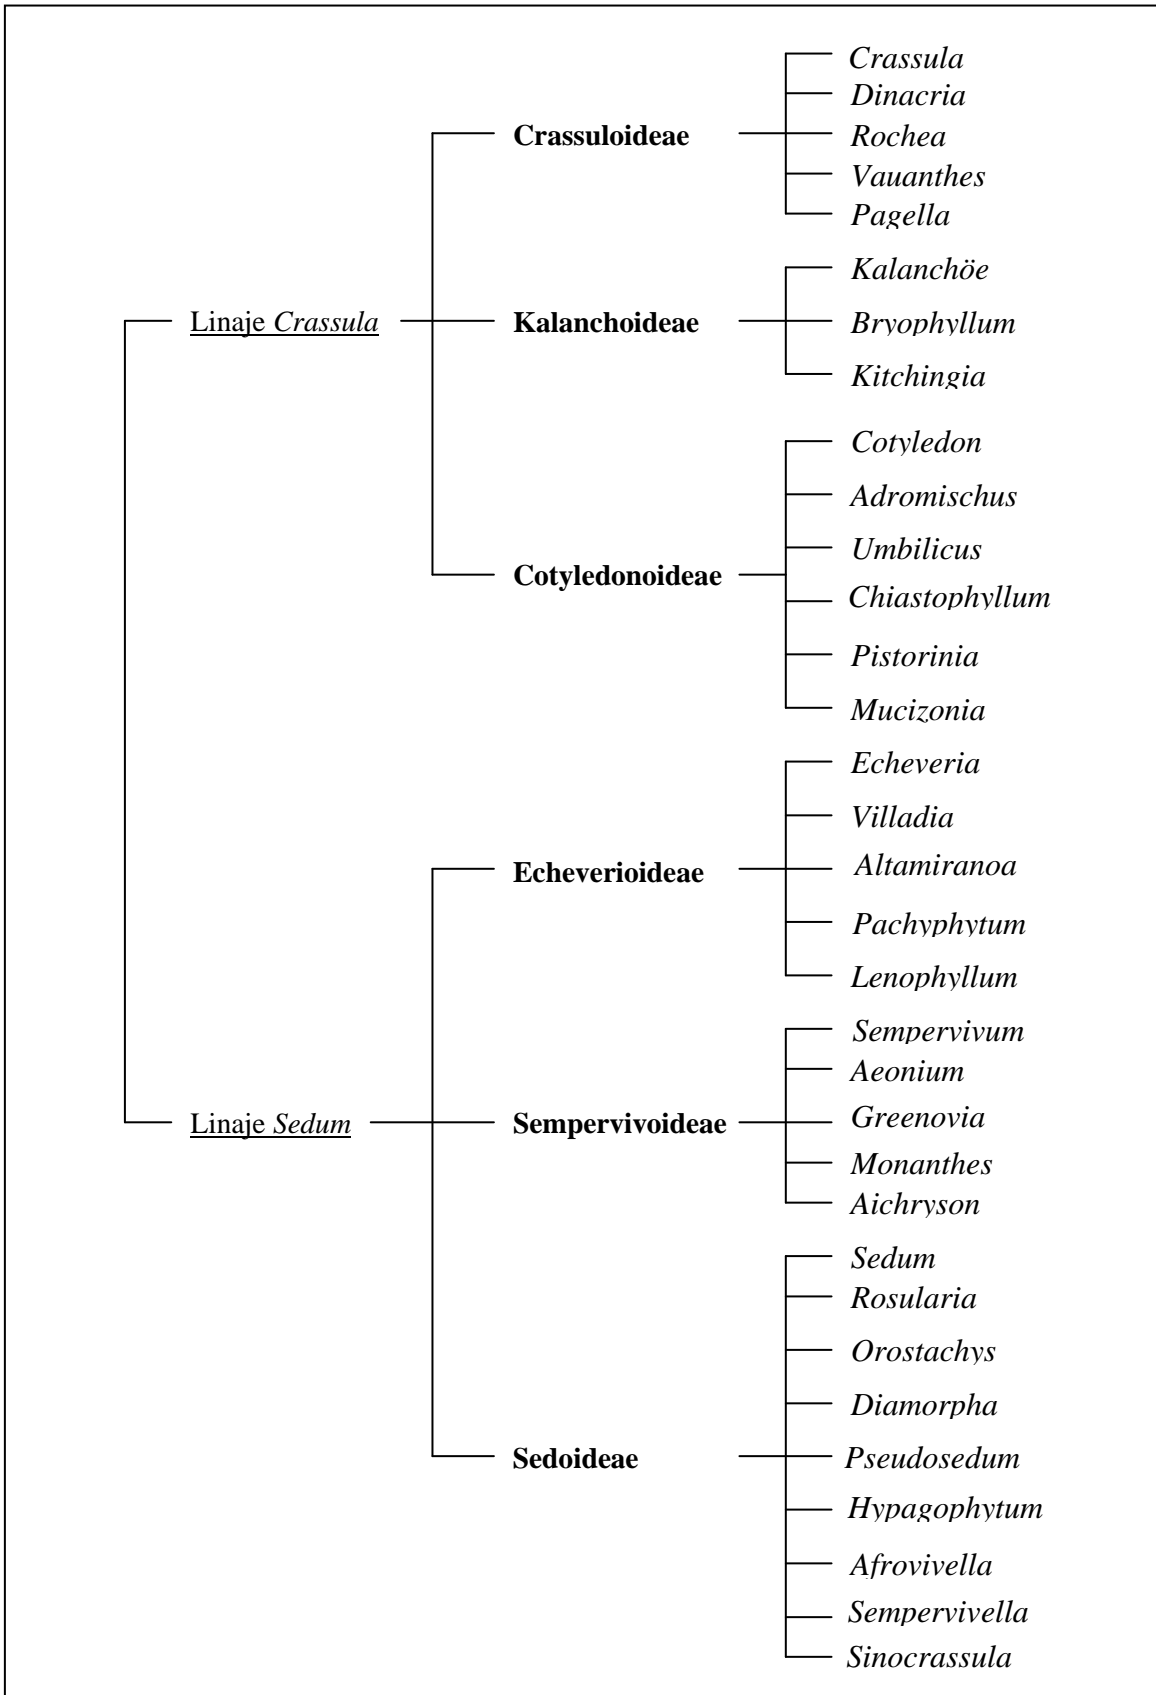 Crassula
Dinacria
Crassuloideae
Rochea
Vauanthes
Pagella
Kalanchöe
Linaje Crassula
Kalanchoideae
Bryophyllum
Kitchingia
Cotyledon
Adromischus
Umbilicus
Cotyledonoideae
Chiastophyllum
Pistorinia
Mucizonia
Echeveria
Villadia
Echeverioideae
Altamiranoa
Pachyphytum
Lenophyllum
Sempervivum
Aeonium
Linaje Sedum
Sempervivoideae
Greenovia
Monanthes
Aichryson
Sedum
Rosularia
Orostachys
Diamorpha
Sedoideae
Pseudosedum
Hypagophytum
Afrovivella
Sempervivella
Sinocrassula